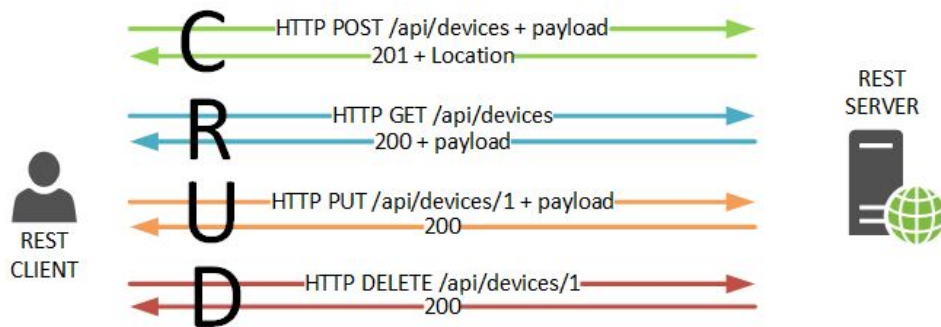 C
HTTP POST /api/devices + payload
201 + Location
R
HTTP GET /api/devices
200 + payload
U
HTTP PUT /api/devices/1 + payload
200
D
HTTP DELETE /api/devices/1
200
REST
CLIENT
REST
SERVER